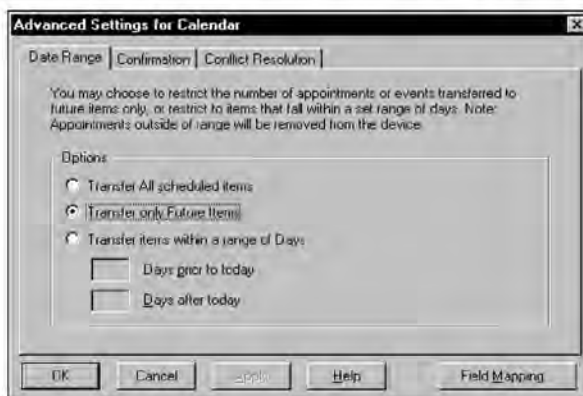 Advanced Settings for Calendar
Date Range Confirmation Conflict Resolution
You may choose to restrict the number of appointments or events transferred to
future items only, or restrict to items that fall within a set range of days. Note:
Appointments outside of range will be removed from the device.
Options
Transfer All scheduled items
Transfer only Future Items
Transfer items within a range of Days
Days prior to today
Days after today
OK Cancel Apply Help Field Mapping